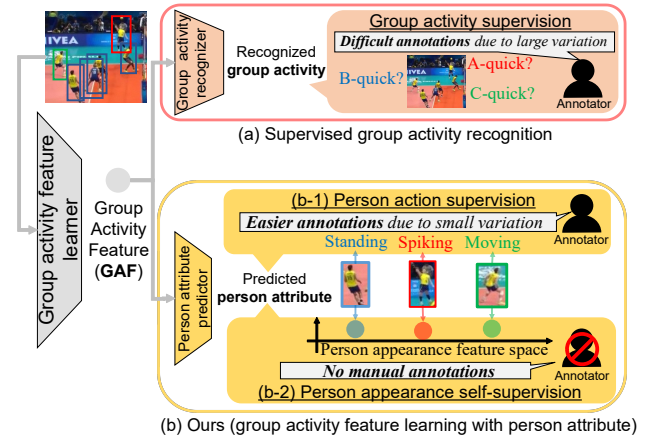 Group activity feature
learner
Group
Activity
Feature
(GAF)
Group activity
recognizer
Recognized
group activity
Group activity supervision
Difficult annotations due to large variation
B-quick?
NIVEA
A-quick?
C-quick?
Annotator
(a) Supervised group activity recognition
Person attribute
predictor
Predicted
person attribute
(b-1) Person action supervision
Easier annotations due to small variation
Standing
Spiking
Moving
Annotator
Person appearance feature space
No manual annotations
Annotator
(b-2) Person appearance self-supervision
(b) Ours (group activity feature learning with person attribute)